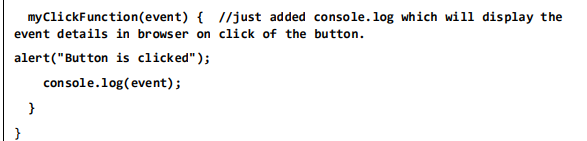 myClickFunction(event) {  //just added console.log which will display the
event details in browser on click of the button.
alert("Button is clicked");
console.log(event);
}
}